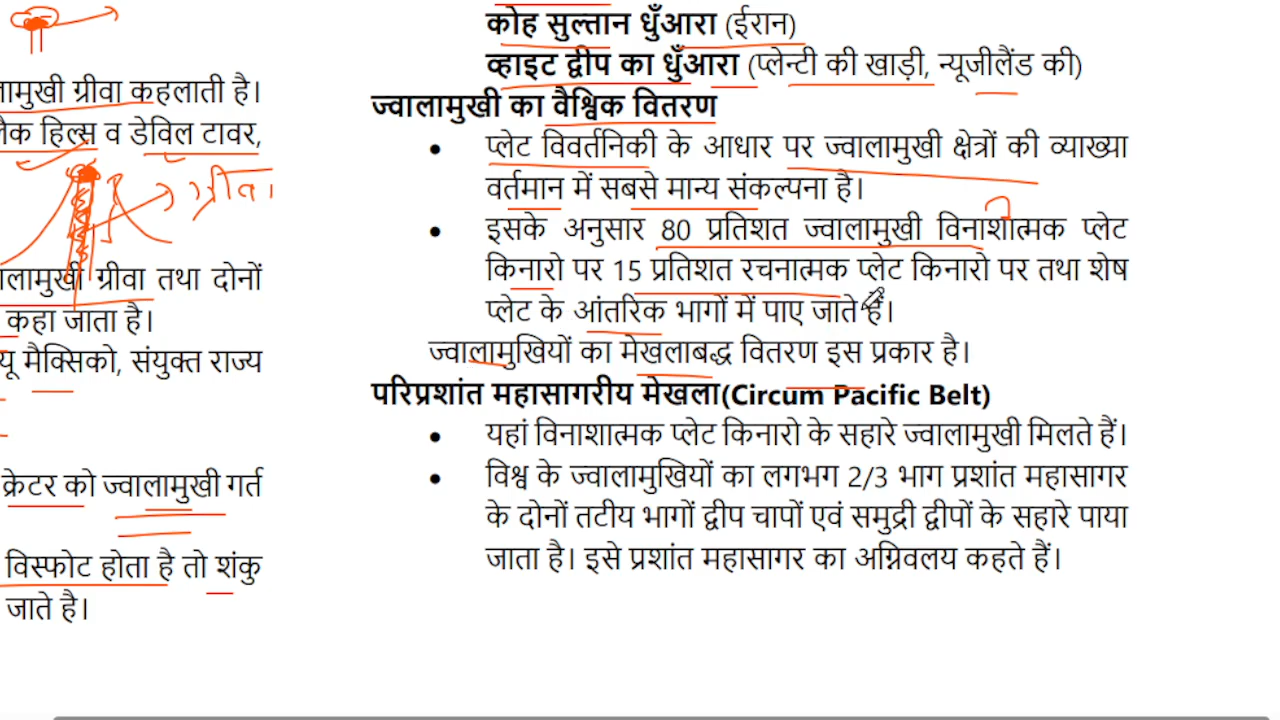 लामुखी ग्रीवा कहलाती है।
लैक हिल्स व डेविल टावर,
ग्रीवा
ालामुखी ग्रीवा तथा दोनों
कहा जाता है।
यू मैक्सिको, संयुक्त राज्य
क्रेटर को ज्वालामुखी गर्त
विस्फोट होता है तो शंकु
जाते है।
कोह सुल्तान धुँआरा (ईरान)
व्हाइट द्वीप का धुँआरा (प्लेन्टी की खाड़ी, न्यूजीलैंड की)
ज्वालामुखी का वैश्विक वितरण
• प्लेट विवर्तनिकी के आधार पर ज्वालामुखी क्षेत्रों की व्याख्या
वर्तमान में सबसे मान्य संकल्पना है।
• इसके अनुसार 80 प्रतिशत ज्वालामुखी विनाशात्मक प्लेट
किनारो पर 15 प्रतिशत रचनात्मक प्लेट किनारो पर तथा शेष
प्लेट के आंतरिक भागों में पाए जाते हैं।
ज्वालामुखियों का मेखलाबद्ध वितरण इस प्रकार है।
परिप्रशांत महासागरीय मेखला(Circum Pacific Belt)
• यहां विनाशात्मक प्लेट किनारो के सहारे ज्वालामुखी मिलते हैं।
• विश्व के ज्वालामुखियों का लगभग 2/3 भाग प्रशांत महासागर
के दोनों तटीय भागों द्वीप चापों एवं समुद्री द्वीपों के सहारे पाया
जाता है। इसे प्रशांत महासागर का अग्निवलय कहते हैं।